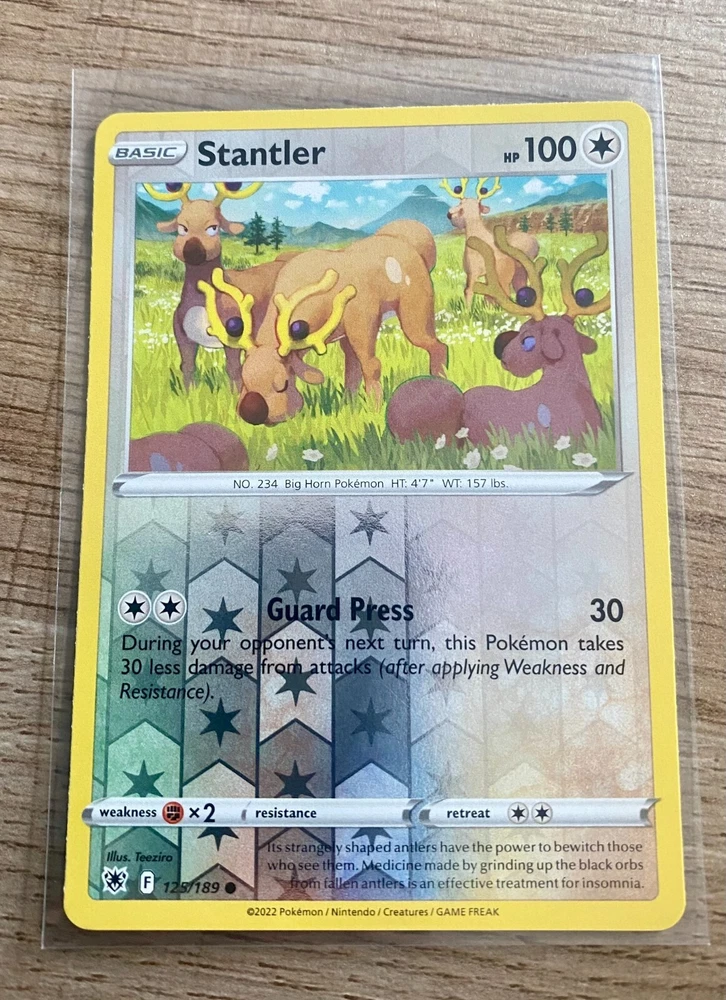 BASIC Stantler HP 100
NO. 234 Big Horn Pokémon HT: 4'7" WT: 157 lbs.
Guard Press 30
During your opponent's next turn, this Pokémon takes
30 less damage from attacks (after applying Weakness and
Resistance).
weakness ×2 resistance retreat
Its strangely shaped antlers have the power to bewitch those
who see them. Medicine made by grinding up the black orbs
from fallen antlers is an effective treatment for insomnia.
Illus. Teeziro
F 125/189
©2022 Pokémon / Nintendo / Creatures / GAME FREAK